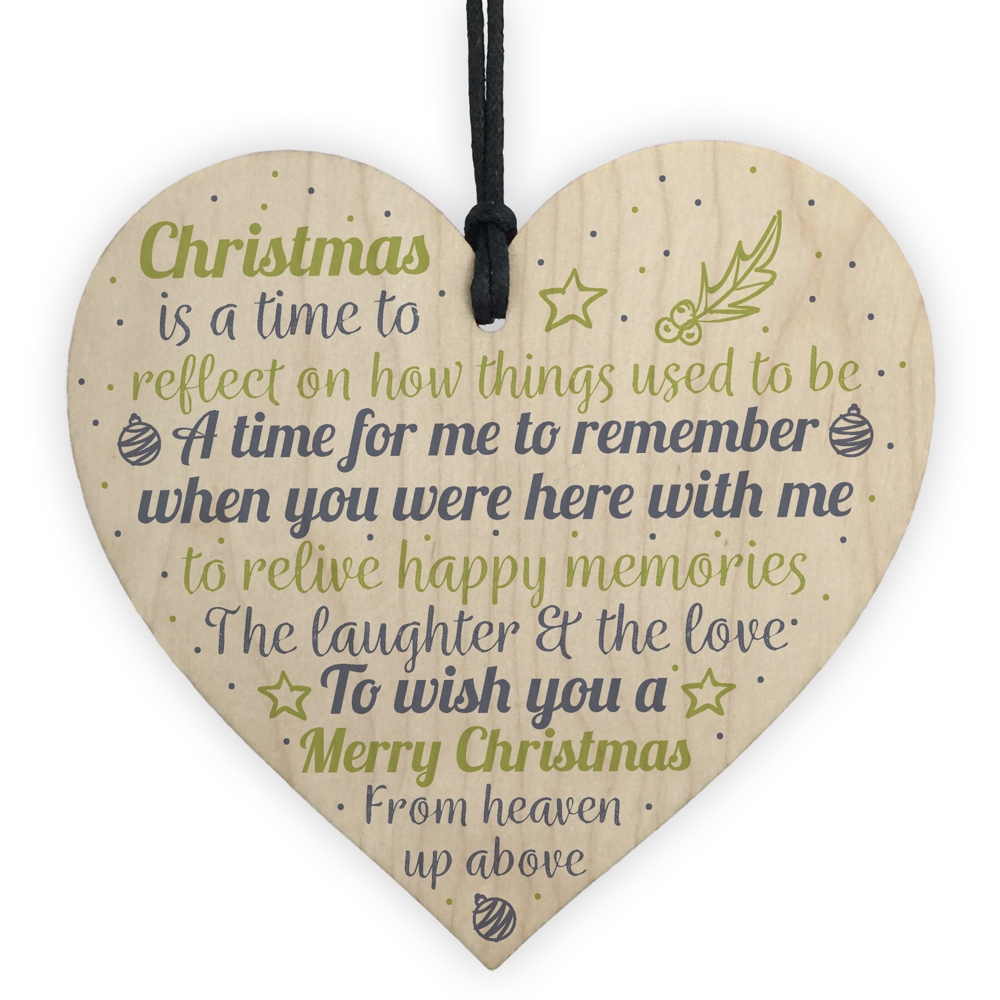 Christmas
is a time to
reflect on how things used to be
A time for me to remember
when you were here with me
to relive happy memories
The laughter & the love
To wish you a
Merry Christmas
From heaven
up above